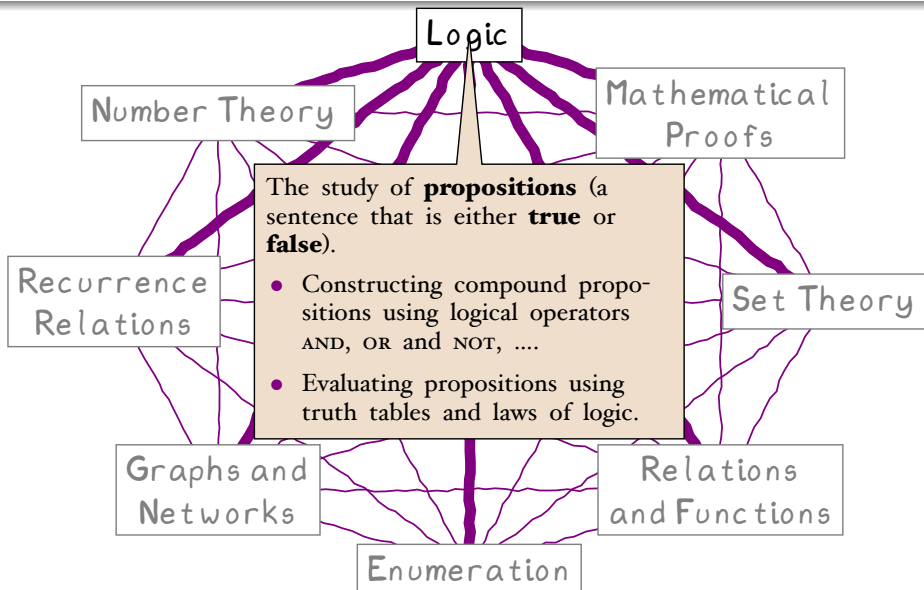 Logic
Number Theory
Mathematical
Proofs
The study of propositions (a
sentence that is either true or
false).
• Constructing compound propo-
sitions using logical operators
AND, OR and NOT, ....
• Evaluating propositions using
truth tables and laws of logic.
Recurrence
Relations
Set Theory
Graphs and
Networks
Relations
and Functions
Enumeration